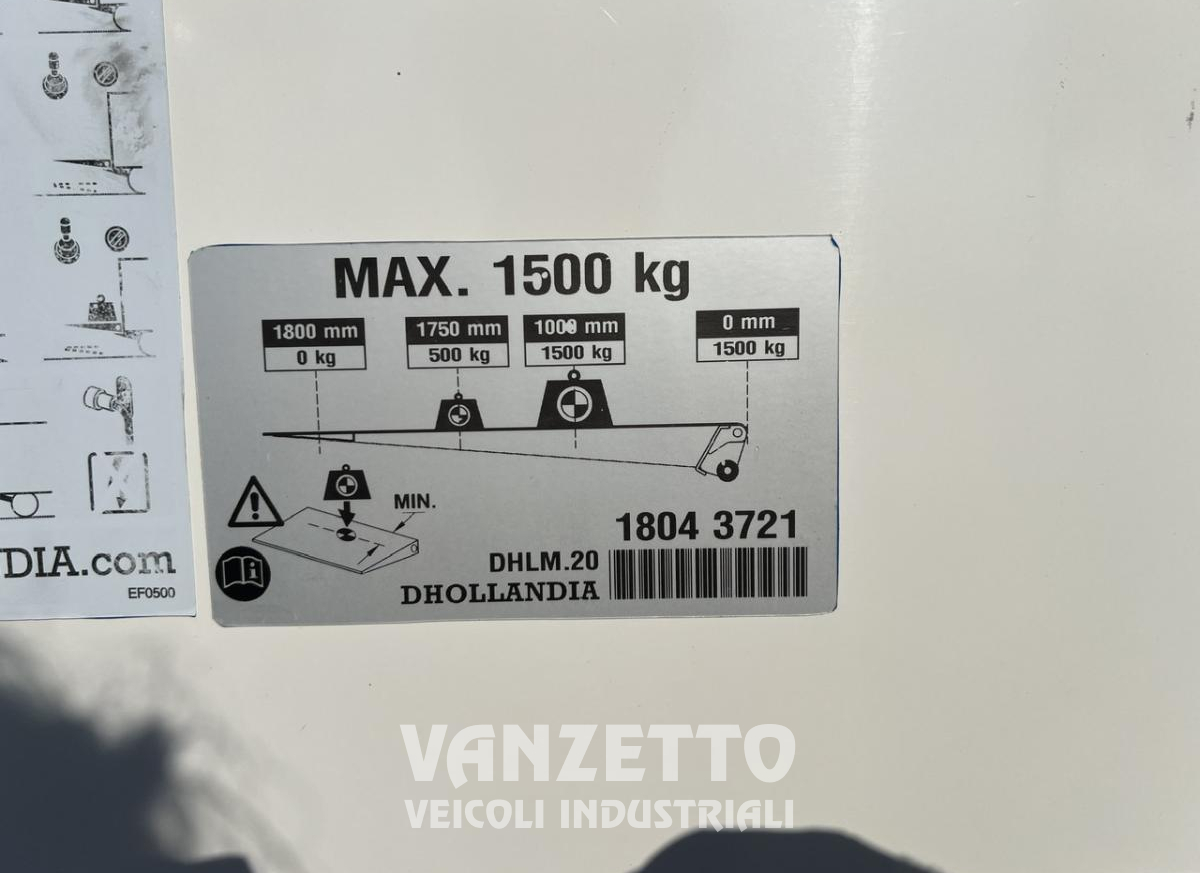 MAX. 1500 kg
1800 mm
0 kg
1750 mm
500 kg
1000 mm
1500 kg
0 mm
1500 kg
MIN.
1804 3721
DHLM.20
DHOLLANDIA
DIA.com
EF0500
VANZETTO
VEICOLI INDUSTRIALI